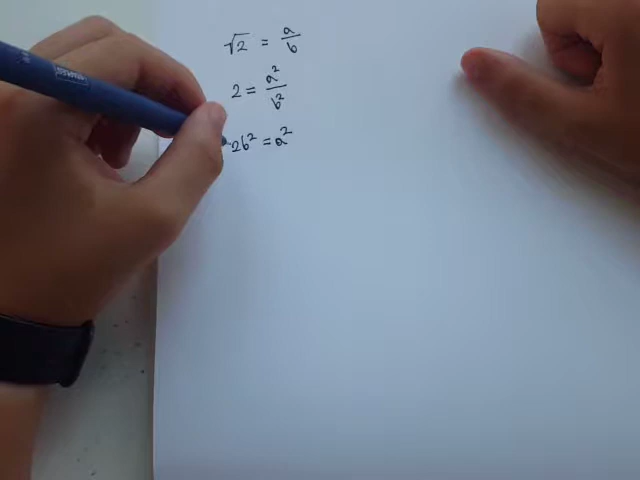 √2 = a/b
2 = a²/b²
2b² = a²